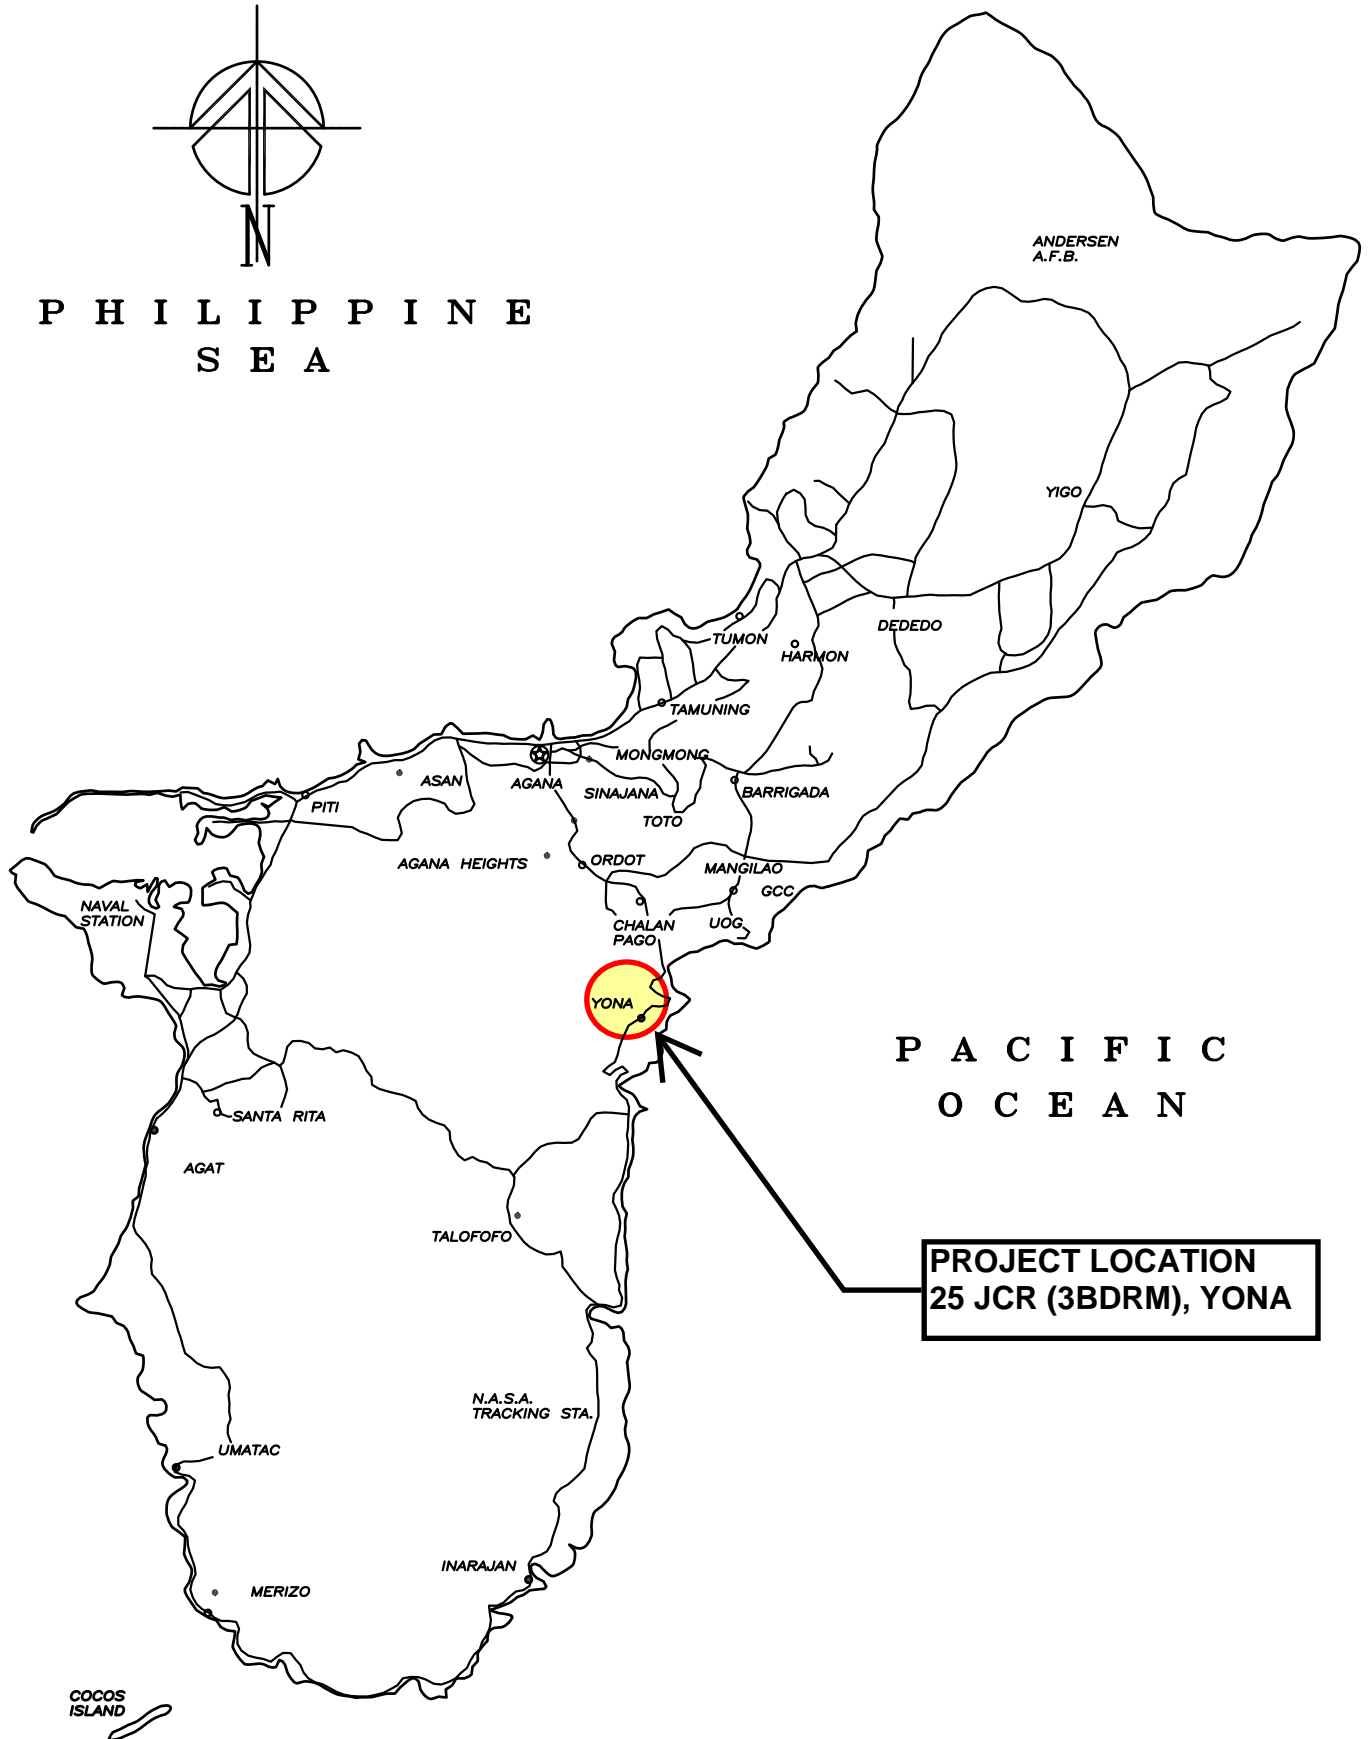 N
PHILIPPINE
SEA
ANDERSEN
A.F.B.
YIGO
DEDEDO
TUMON
HARMON
TAMUNING
MONGMONG
ASAN
AGANA
SINAJANA
BARRIGADA
PITI
TOTO
AGANA HEIGHTS
ORDOT
MANGILAO
GCC
NAVAL
STATION
CHALAN
PAGO
UOG
YONA
PACIFIC
OCEAN
SANTA RITA
AGAT
TALOFOFO
PROJECT LOCATION
25 JCR (3BDRM), YONA
N.A.S.A.
TRACKING STA.
UMATAC
INARAJAN
MERIZO
COCOS
ISLAND